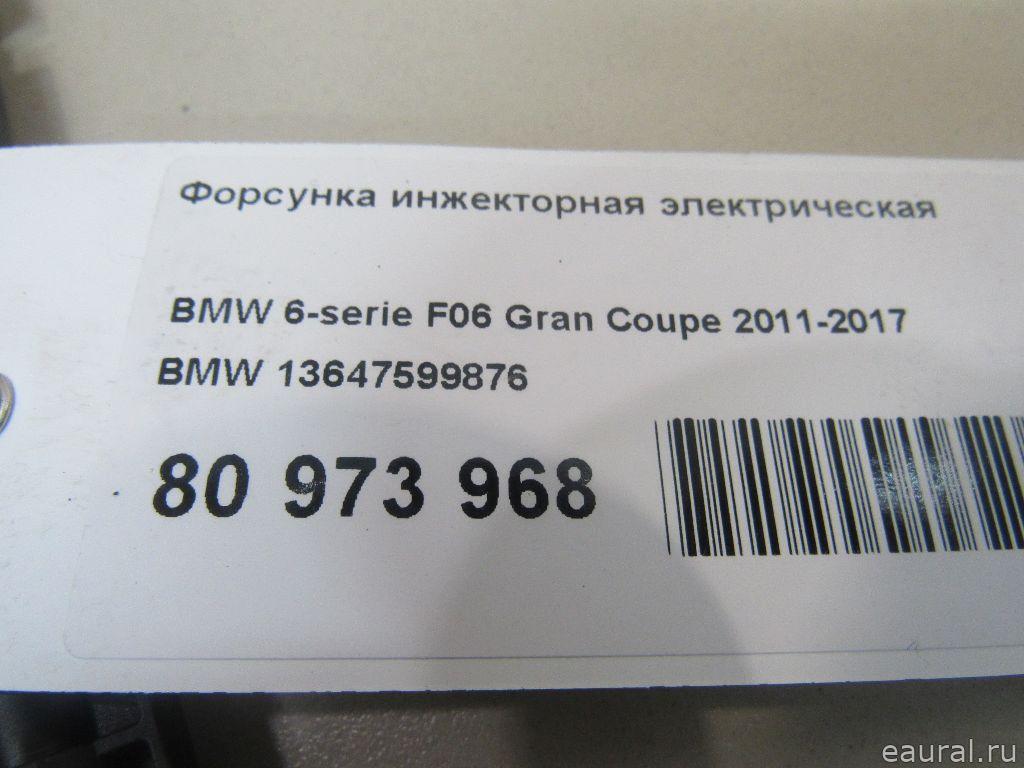 Форсунка инжекторная электрическая
BMW 6-serie F06 Gran Coupe 2011-2017
BMW 13647599876
80 973 968
eaural.ru